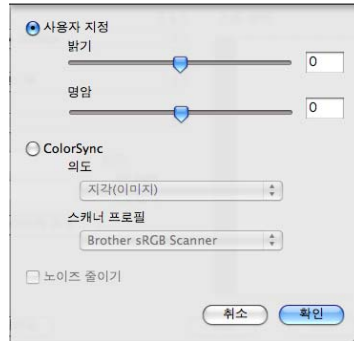 사용자 지정
밝기
0
명암
0
ColorSync
의도
지각(이미지)
스캐너 프로필
Brother sRGB Scanner
노이즈 줄이기
취소 확인